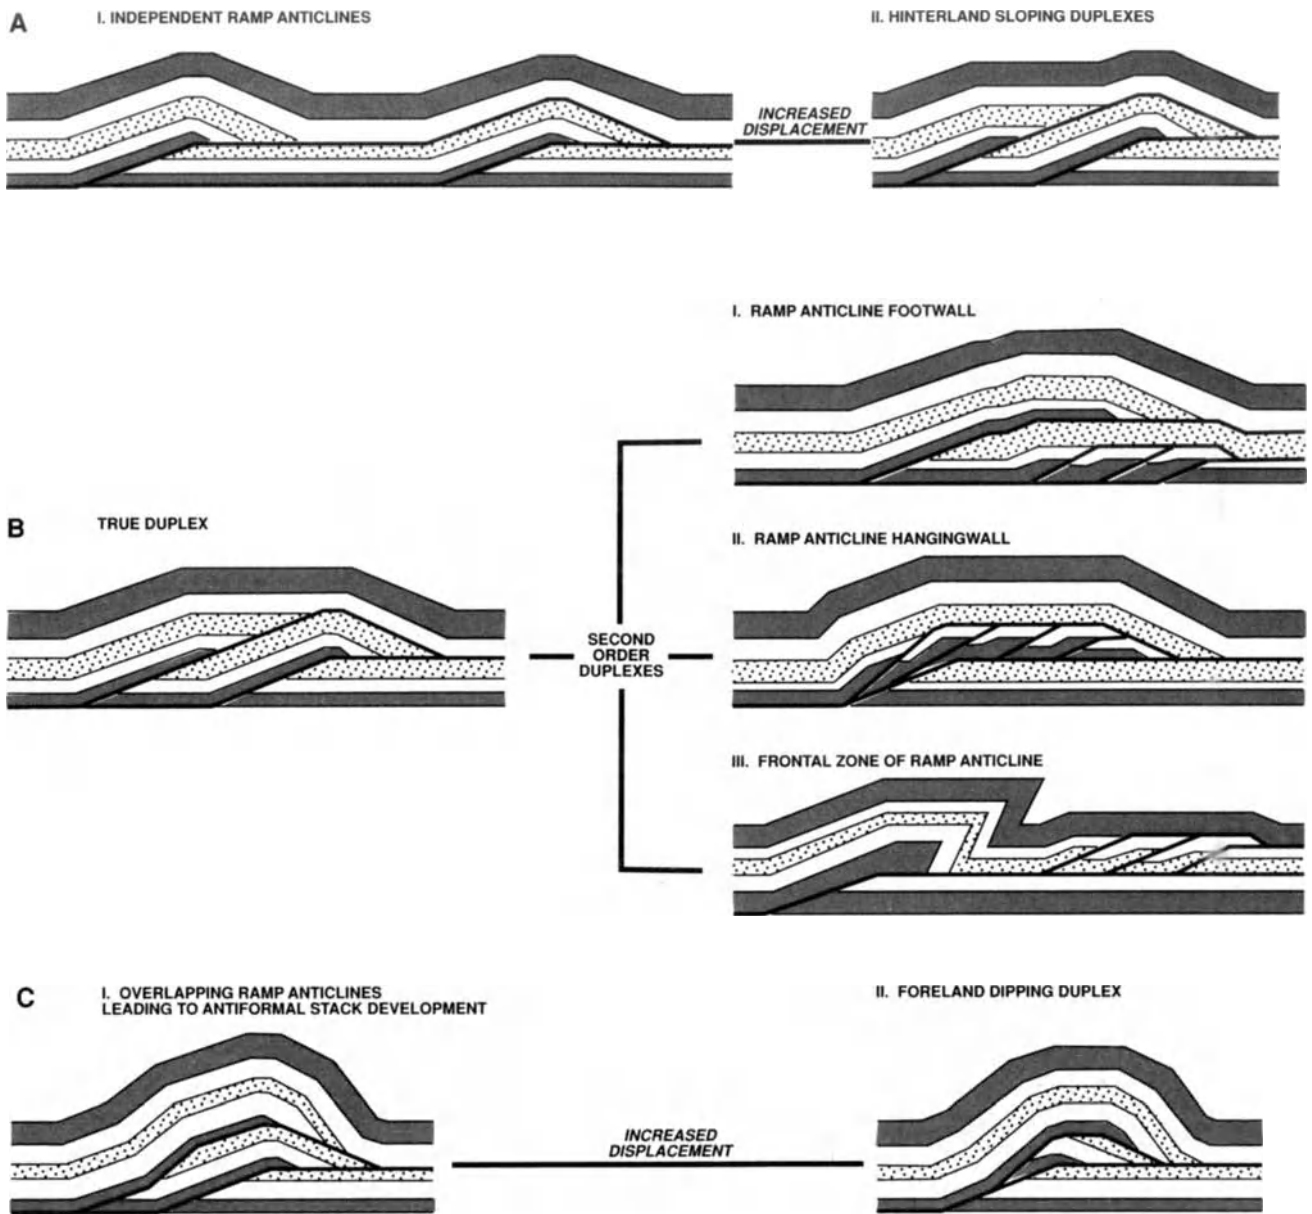 A
I. INDEPENDENT RAMP ANTICLINES
II. HINTERLAND SLOPING DUPLEXES
INCREASED
DISPLACEMENT
I. RAMP ANTICLINE FOOTWALL
B
TRUE DUPLEX
II. RAMP ANTICLINE HANGINGWALL
SECOND
ORDER
DUPLEXES
III. FRONTAL ZONE OF RAMP ANTICLINE
C
I. OVERLAPPING RAMP ANTICLINES
LEADING TO ANTIFORMAL STACK DEVELOPMENT
II. FORELAND DIPPING DUPLEX
INCREASED
DISPLACEMENT